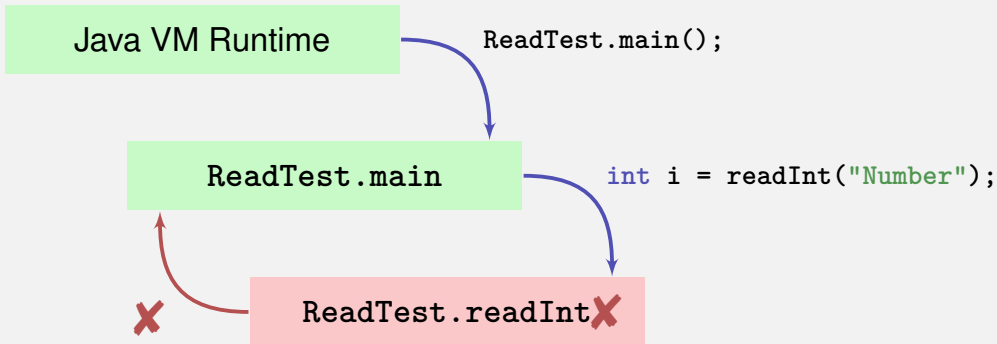 Java VM Runtime
ReadTest.main();
ReadTest.main
int i = readInt("Number");
ReadTest.readInt